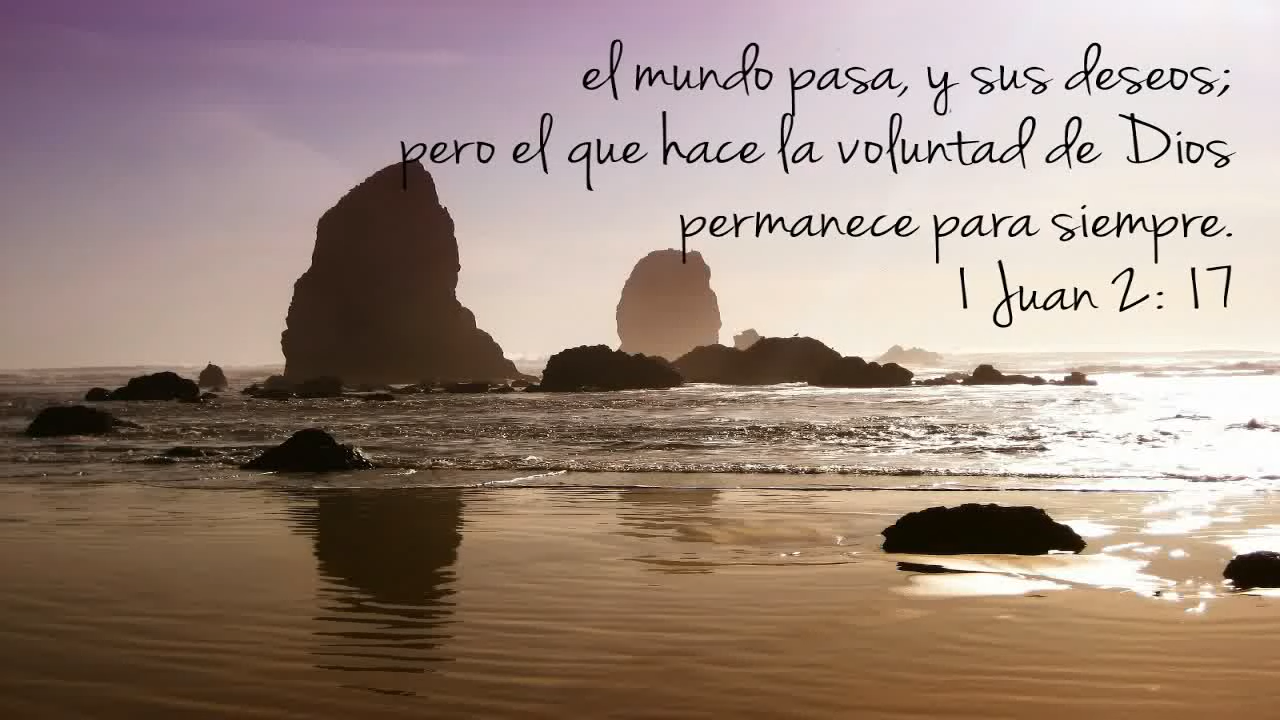 el mundo pasa, y sus deseos;
pero el que hace la voluntad de Dios
permanece para siempre.
1 Juan 2: 17